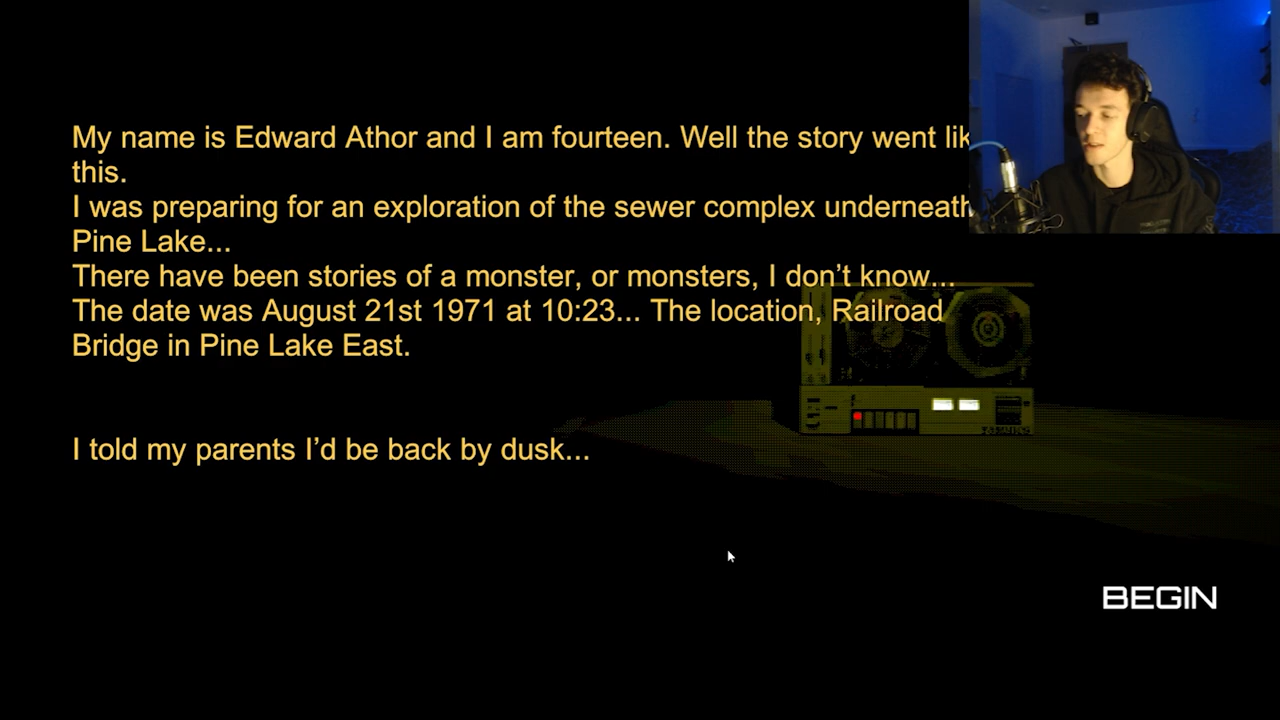 My name is Edward Athor and I am fourteen. Well the story went lik
this.
I was preparing for an exploration of the sewer complex underneath
Pine Lake...
There have been stories of a monster, or monsters, I don’t know...
The date was August 21st 1971 at 10:23... The location, Railroad
Bridge in Pine Lake East.
I told my parents I’d be back by dusk...
BEGIN